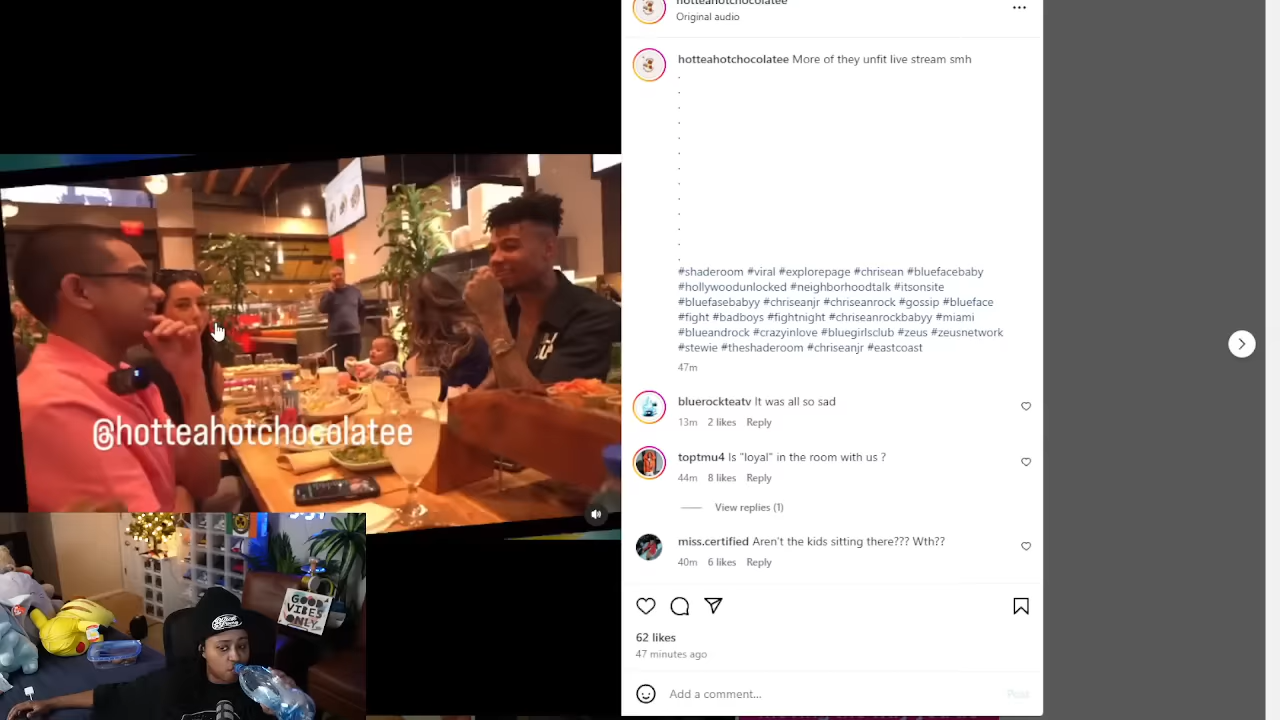 hotteahotchocolatee
Original audio
hotteahotchocolatee More of they unfit live stream smh
.
.
.
.
.
.
.
.
.
.
.
.
.
#shaderoom #viral #explorepage #chrisean #bluefacebaby
#hollywoodunlocked #neighborhoodtalk #itsonsite
#bluefasebabyy #chriseanjr #chriseanrock #gossip #blueface
#fight #badboys #fightnight #chriseanrockbabyy #miami
#blueandrock #crazyinlove #bluegirlsclub #zeus #zeusnetwork
#stewie #theshaderoom #chriseanjr #eastcoast
47m
bluerockteatv It was all so sad
13m 2 likes Reply
toptmu4 Is "loyal" in the room with us ?
44m 8 likes Reply
View replies (1)
miss.certified Aren't the kids sitting there??? Wth??
40m 6 likes Reply
62 likes
47 minutes ago
Add a comment...
Post
@hotteahotchocolatee
GOOD
VIBES
ONLY